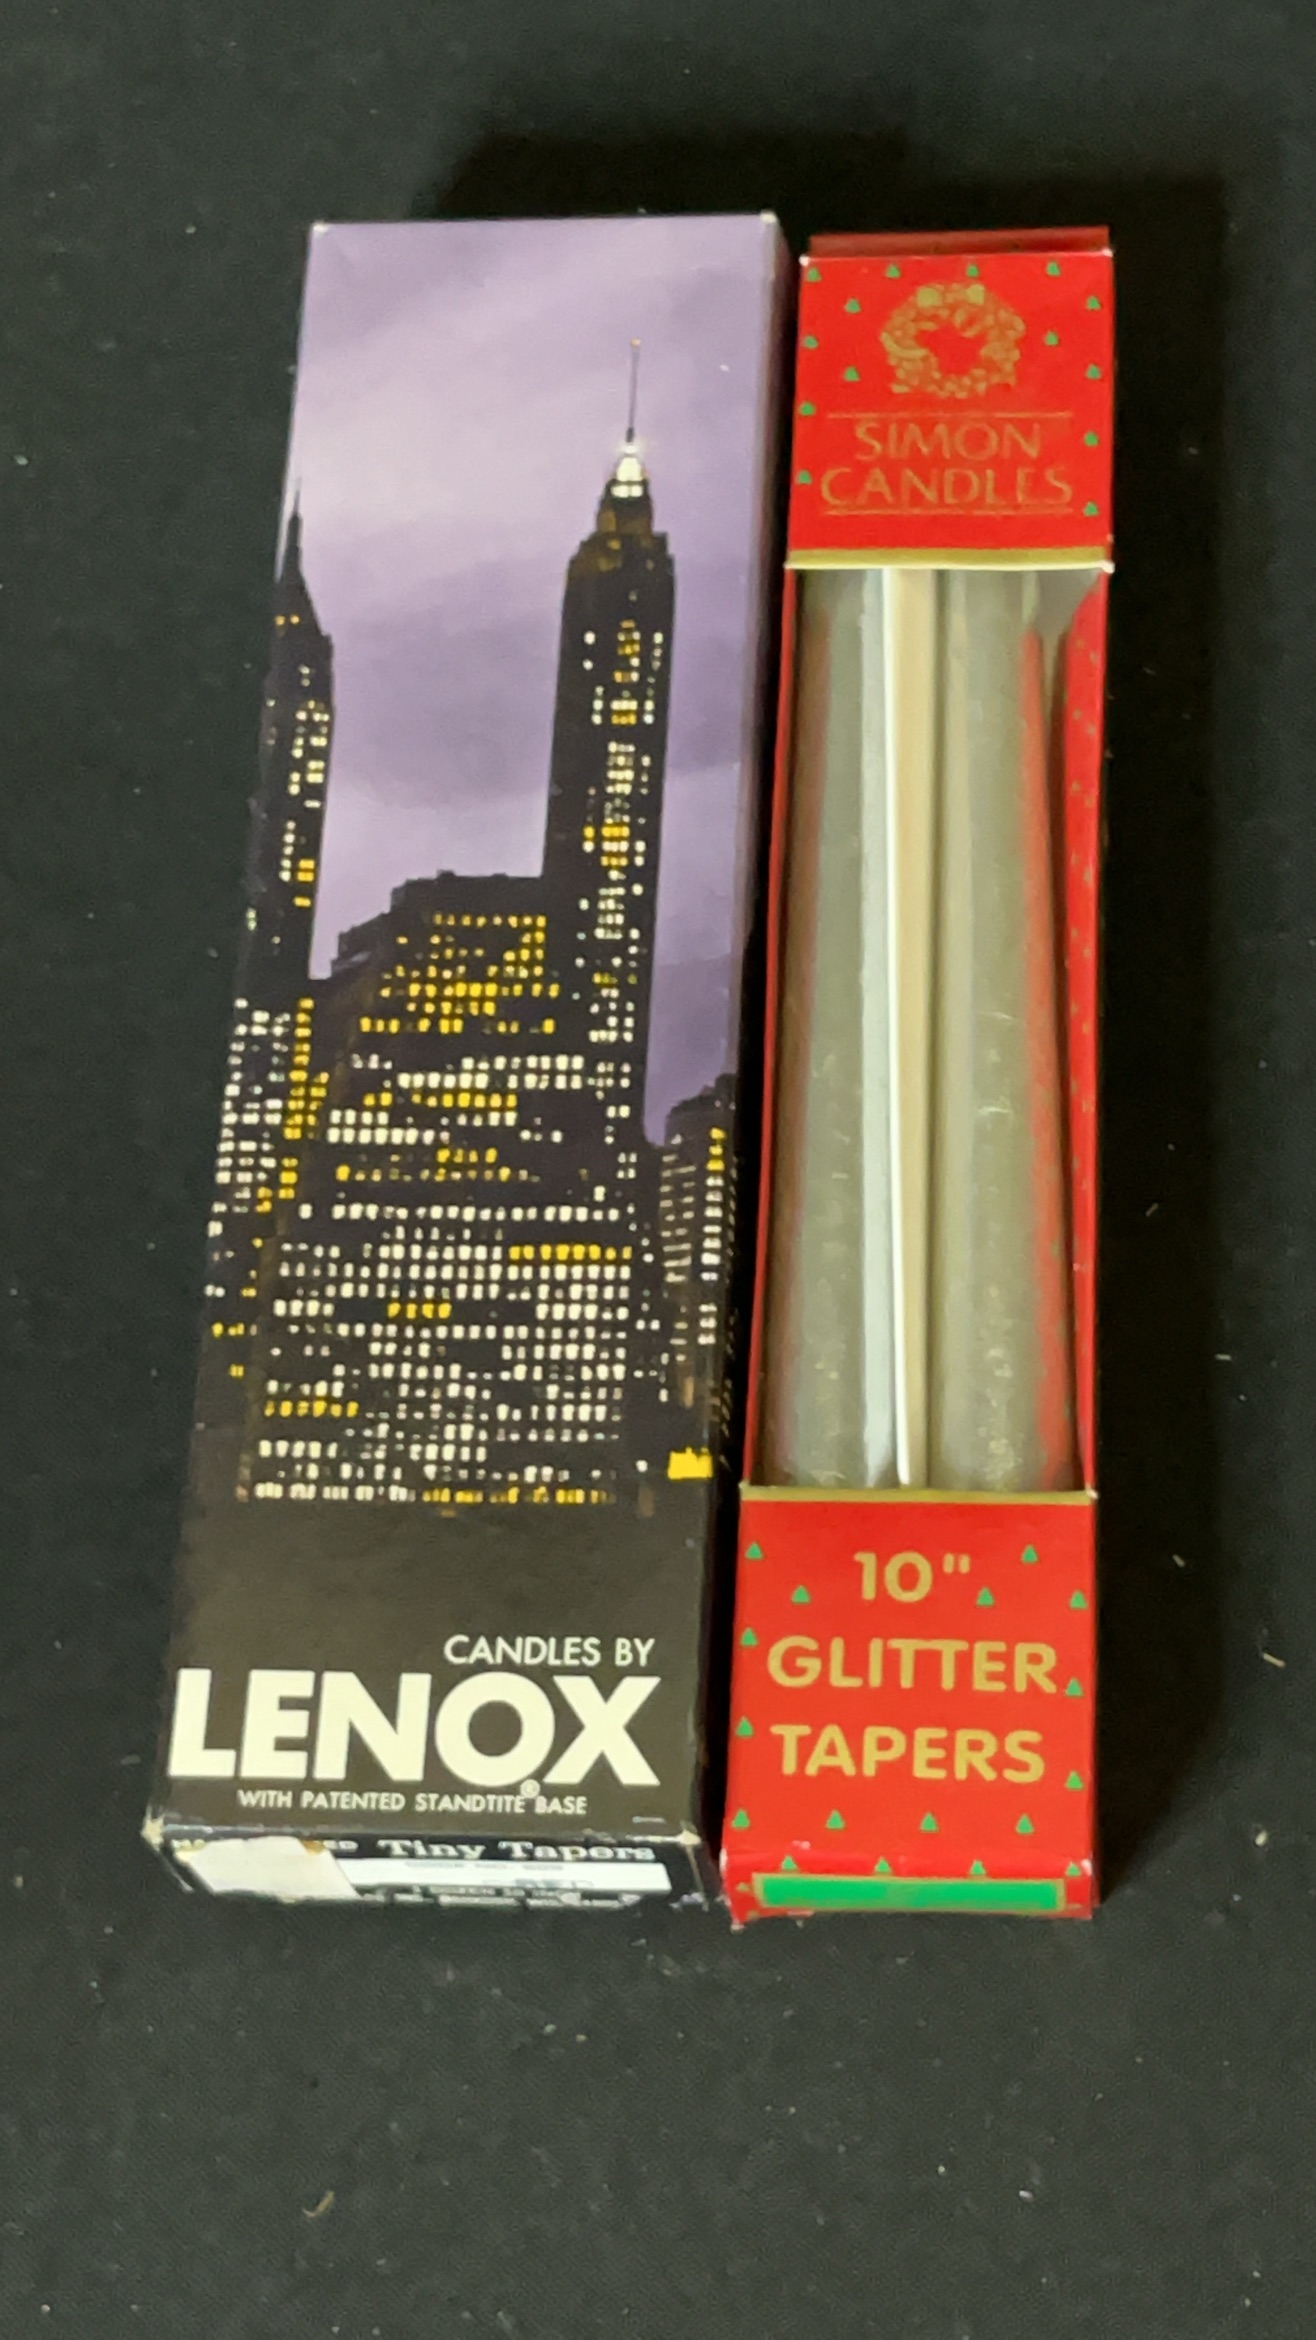 CANDLES BY
LENOX®
WITH PATENTED STANDTITE BASE
Tiny Tapers
SIMON
CANDLES
10"
GLITTER
TAPERS